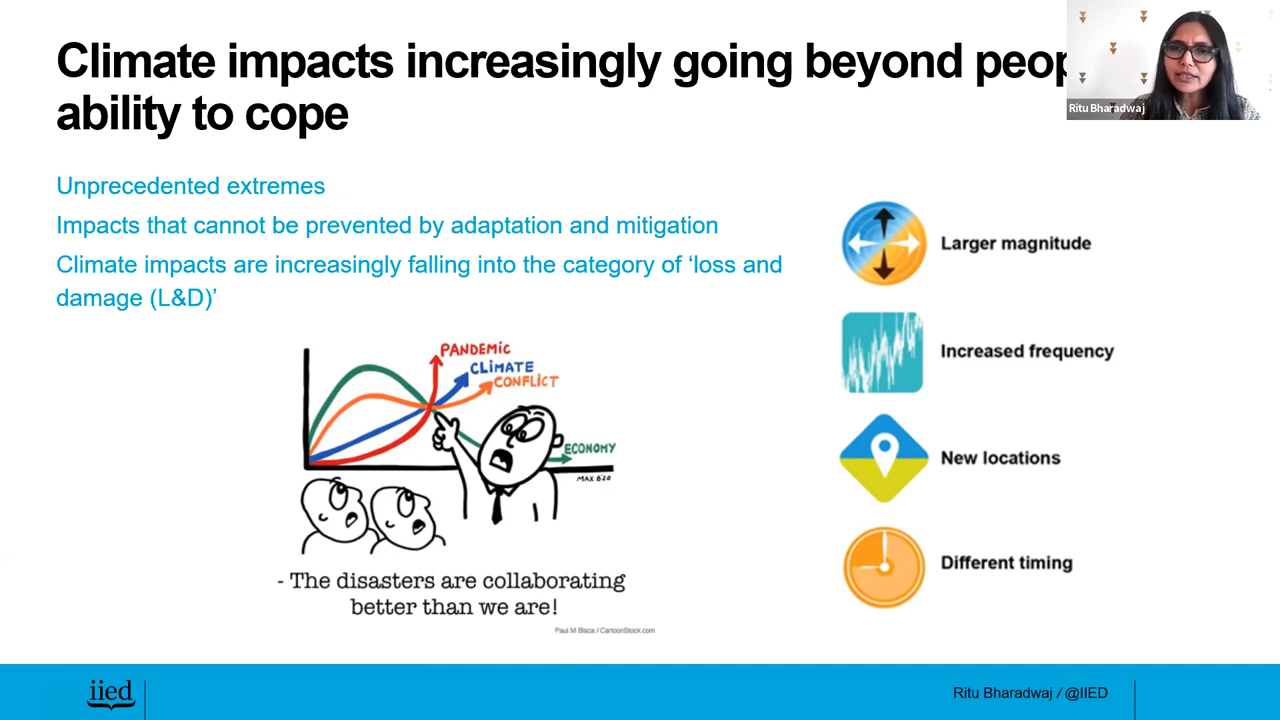 Climate impacts increasingly going beyond
ability to cope
Ritu Bharadwaj
Unprecedented extremes
Impacts that cannot be prevented by adaptation and mitigation
Climate impacts are increasingly falling into the category of ‘loss and
damage (L&D)’
Larger magnitude
Increased frequency
New locations
Different timing
PANDEMIC
CLIMATE
CONFLICT
ECONOMY
- The disasters are collaborating
better than we are!
Paul M Bisca / CartoonStock.com
iied
Ritu Bharadwaj / @IIED